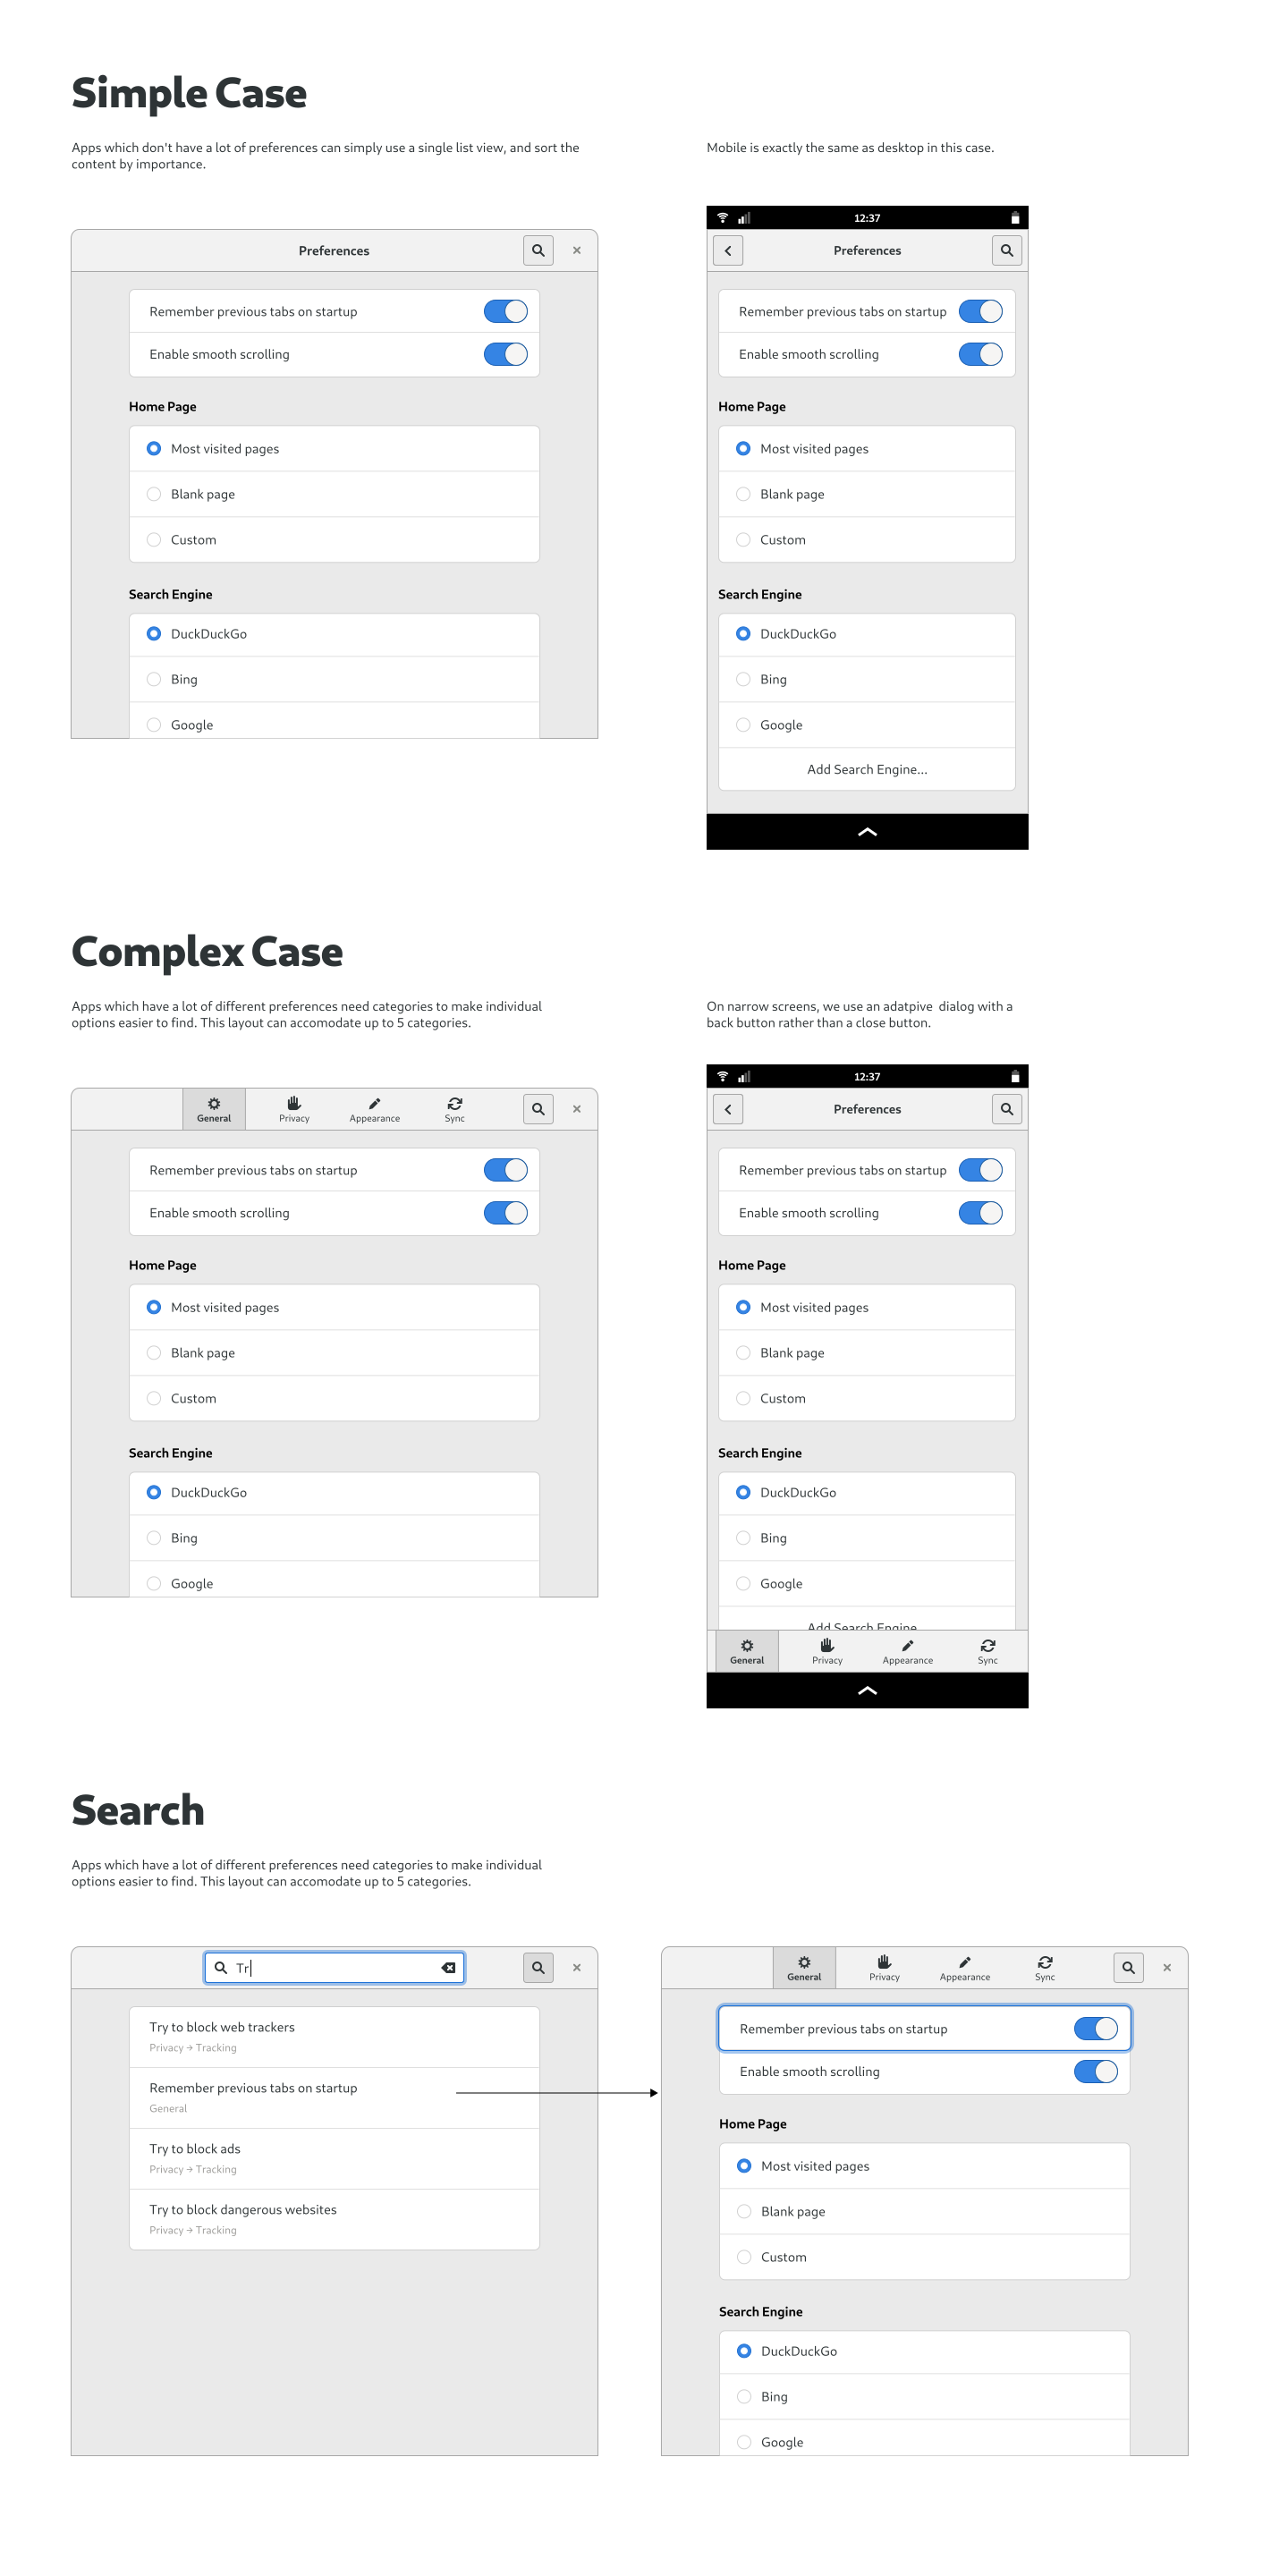 Simple Case
Apps which don't have a lot of preferences can simply use a single list view, and sort the
content by importance.
Mobile is exactly the same as desktop in this case.
Preferences
Remember previous tabs on startup
Enable smooth scrolling
Home Page
Most visited pages
Blank page
Custom
Search Engine
DuckDuckGo
Bing
Google
12:37
Preferences
Remember previous tabs on startup
Enable smooth scrolling
Home Page
Most visited pages
Blank page
Custom
Search Engine
DuckDuckGo
Bing
Google
Add Search Engine...
Complex Case
Apps which have a lot of different preferences need categories to make individual
options easier to find. This layout can accomodate up to 5 categories.
On narrow screens, we use an adatpive  dialog with a
back button rather than a close button.
General Privacy Appearance Sync
Remember previous tabs on startup
Enable smooth scrolling
Home Page
Most visited pages
Blank page
Custom
Search Engine
DuckDuckGo
Bing
Google
12:37
Preferences
Remember previous tabs on startup
Enable smooth scrolling
Home Page
Most visited pages
Blank page
Custom
Search Engine
DuckDuckGo
Bing
Google
Add Search Engine
General Privacy Appearance Sync
Search
Apps which have a lot of different preferences need categories to make individual
options easier to find. This layout can accomodate up to 5 categories.
Tr
Try to block web trackers
Privacy → Tracking
Remember previous tabs on startup
General
Try to block ads
Privacy → Tracking
Try to block dangerous websites
Privacy → Tracking
General Privacy Appearance Sync
Remember previous tabs on startup
Enable smooth scrolling
Home Page
Most visited pages
Blank page
Custom
Search Engine
DuckDuckGo
Bing
Google